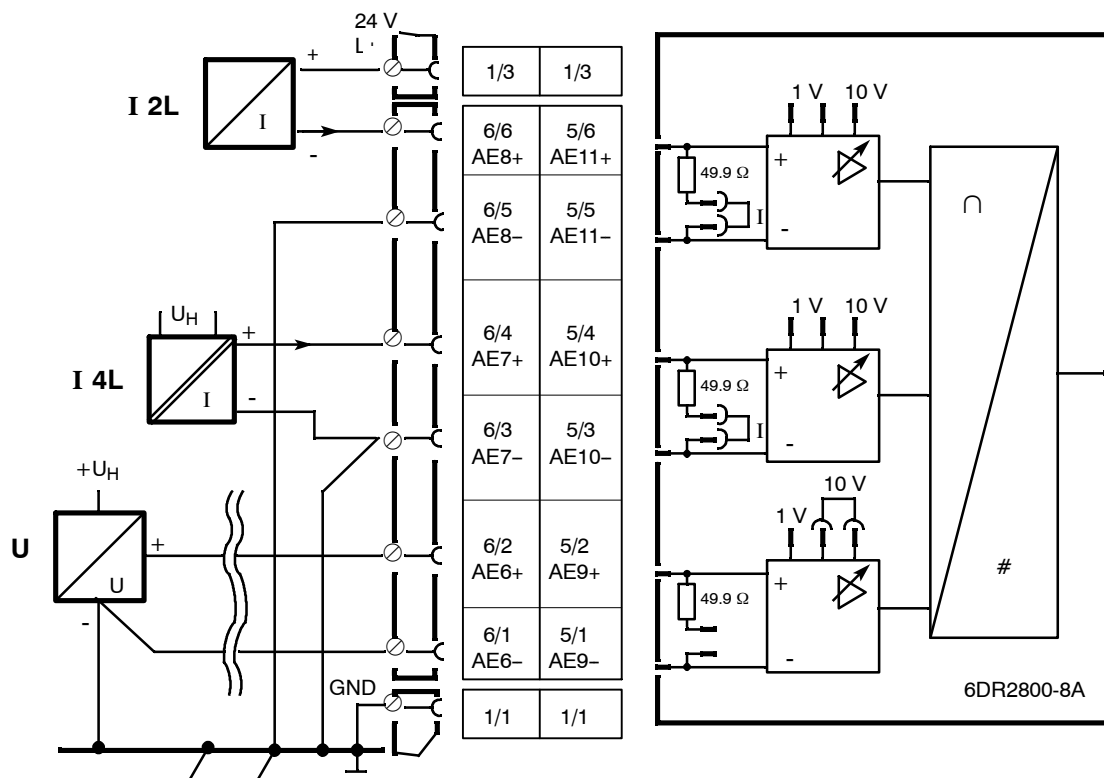 24 V
L +
+
1/3 1/3
I 2L
I
-
6/6 5/6
AE8+ AE11+
6/5 5/5
AE8− AE11−
UH
+
I 4L
I
-
6/4 5/4
AE7+ AE10+
6/3 5/3
AE7− AE10−
+UH
U
U
+
-
6/2 5/2
AE6+ AE9+
6/1 5/1
AE6− AE9−
GND
1/1 1/1
1 V 10 V
+
49.9 Ω
I
-
1 V 10 V
+
49.9 Ω
I
-
10 V
1 V
+
49.9 Ω
-
∩
#
6DR2800-8A